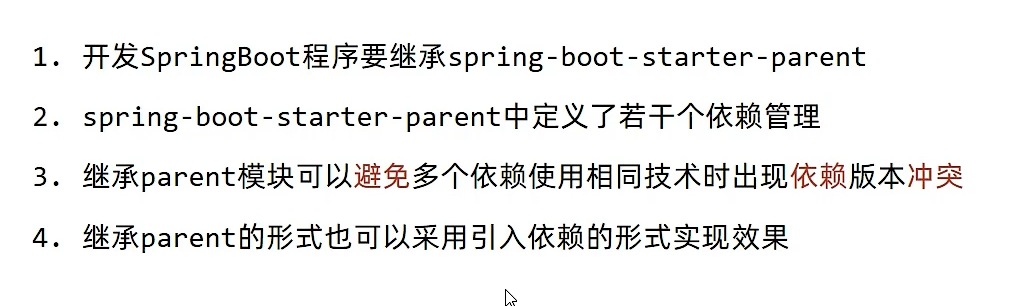 1. 开发SpringBoot程序要继承spring-boot-starter-parent
2. spring-boot-starter-parent中定义了若干个依赖管理
3. 继承parent模块可以避免多个依赖使用相同技术时出现依赖版本冲突
4. 继承parent的形式也可以采用引入依赖的形式实现效果